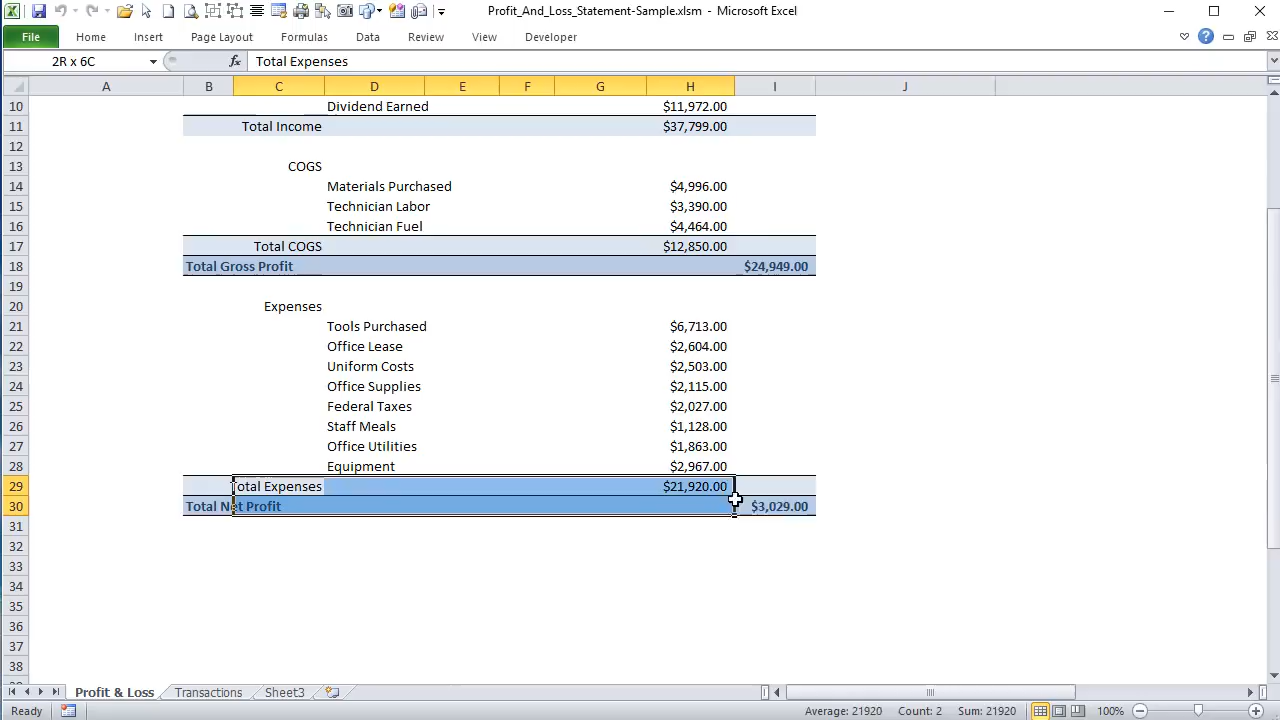 Profit_And_Loss_Statement-Sample.xlsm - Microsoft Excel
File Home Insert Page Layout Formulas Data Review View Developer
2R x 6C fx Total Expenses
A B C D E F G H I J
10 Dividend Earned $11,972.00
11 Total Income $37,799.00
12
13 COGS
14 Materials Purchased $4,996.00
15 Technician Labor $3,390.00
16 Technician Fuel $4,464.00
17 Total COGS $12,850.00
18 Total Gross Profit $24,949.00
19
20 Expenses
21 Tools Purchased $6,713.00
22 Office Lease $2,604.00
23 Uniform Costs $2,503.00
24 Office Supplies $2,115.00
25 Federal Taxes $2,027.00
26 Staff Meals $1,128.00
27 Office Utilities $1,863.00
28 Equipment $2,967.00
29 Total Expenses $21,920.00
30 Total Net Profit $3,029.00
31
32
33
34
35
36
37
38
Profit & Loss Transactions Sheet3
Ready Average: 21920 Count: 2 Sum: 21920 100%